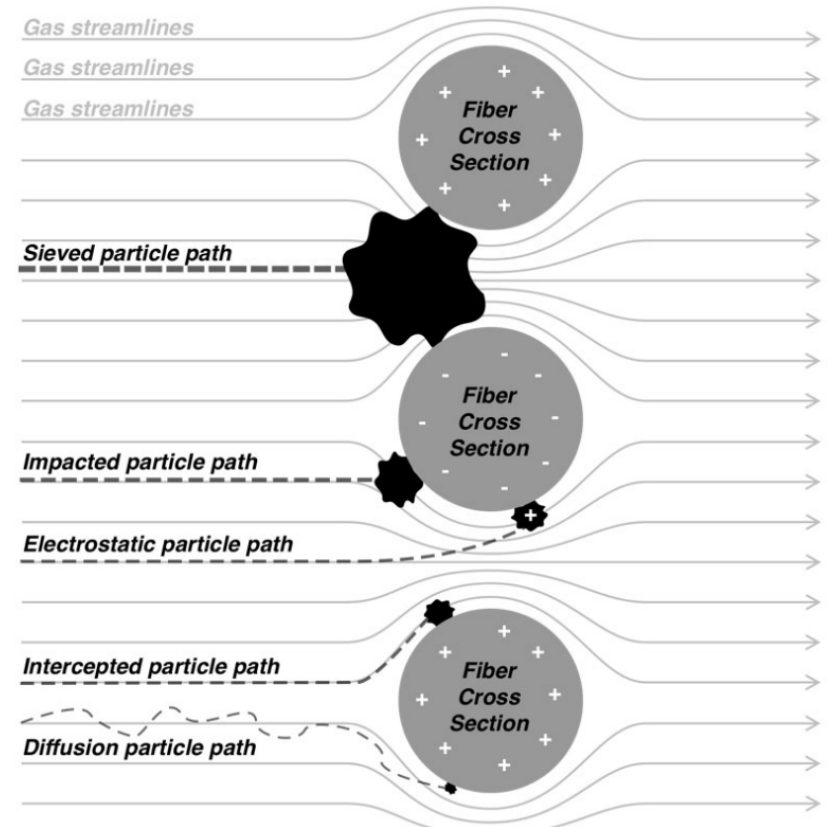 Gas streamlines
Gas streamlines
Gas streamlines
Fiber
Cross
Section
+ + + + + + + +
Sieved particle path
Fiber
Cross
Section
- - - - - - - -
Impacted particle path
+
Electrostatic particle path
Intercepted particle path
Fiber
Cross
Section
+ + + + + + + +
Diffusion particle path